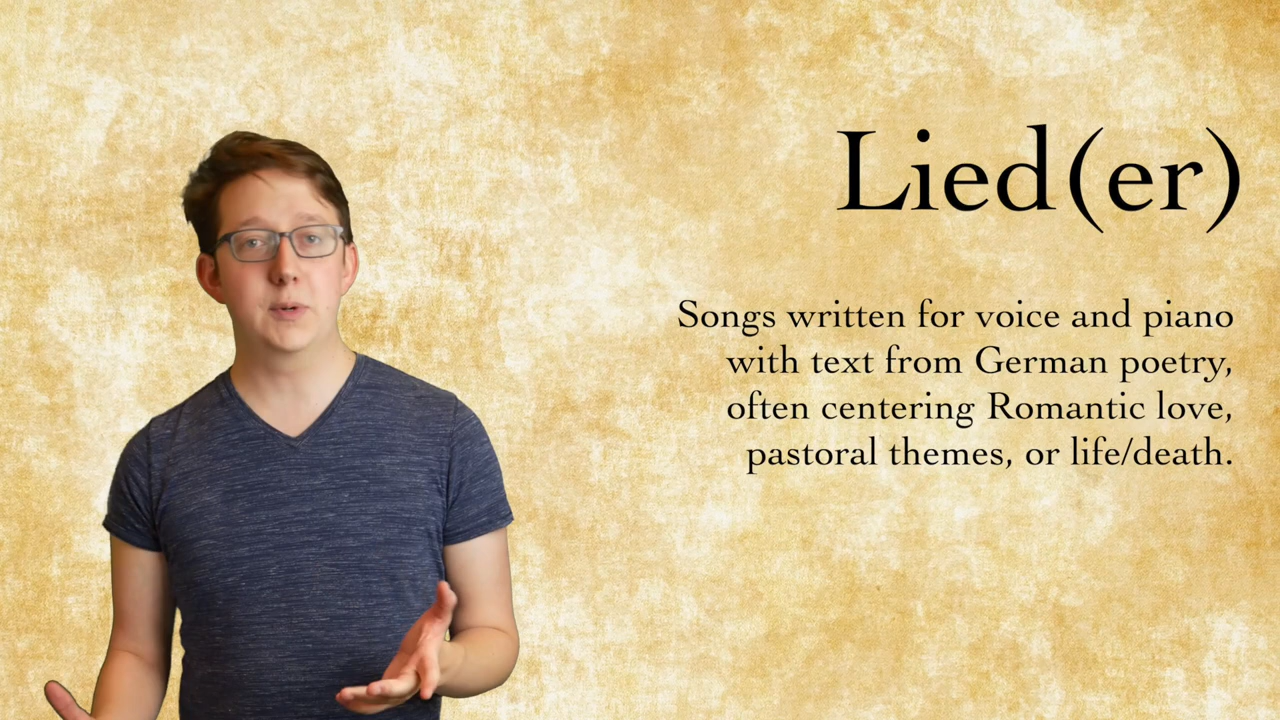 Lied(er)
Songs written for voice and piano
with text from German poetry,
often centering Romantic love,
pastoral themes, or life/death.